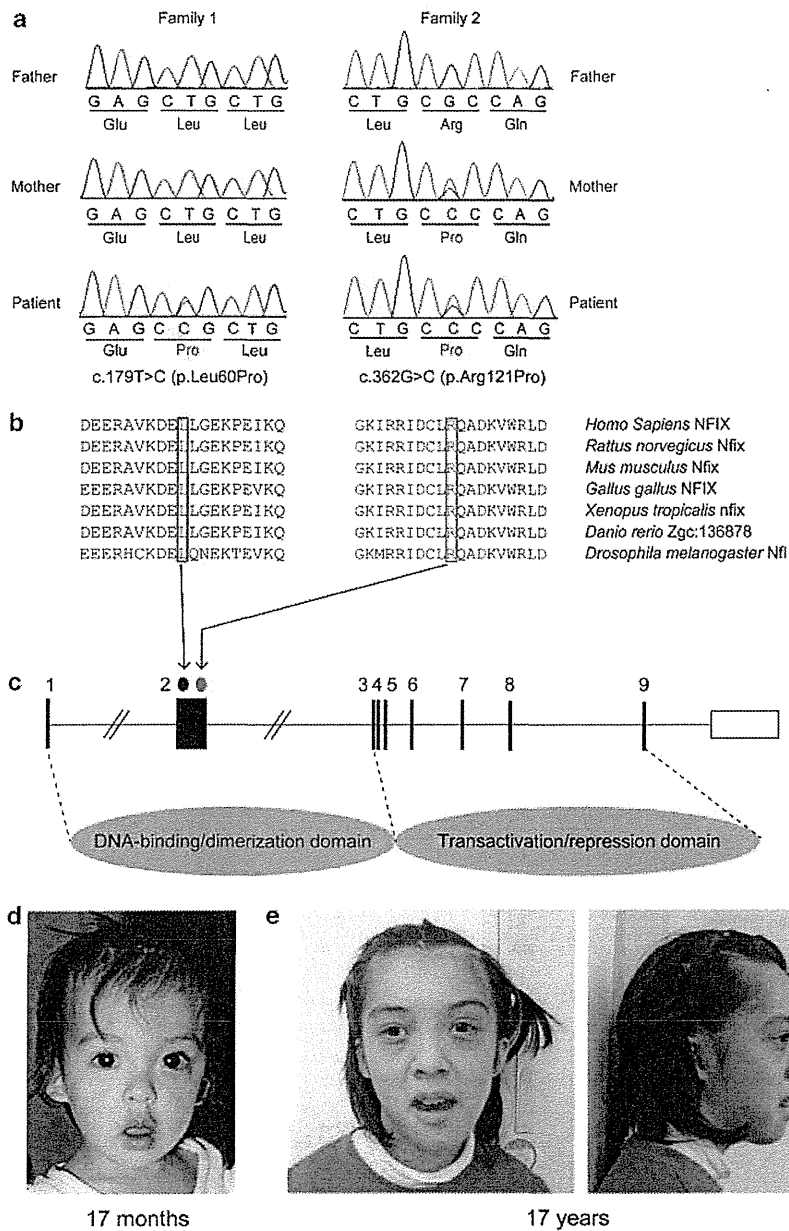 a
Family 1 Family 2
Father Father
G A G C T G C T G C T G C G C C A G
Glu Leu Leu Leu Arg Gln
Mother Mother
G A G C T G C T G C T G C C C C A G
Glu Leu Leu Leu Pro Gln
Patient Patient
G A G C C G C T G C T G C C C C A G
Glu Pro Leu Leu Pro Gln
c.179T>C (p.Leu60Pro) c.362G>C (p.Arg121Pro)
b
DEERAVKDELLGEKPEIKQ GKIRRIDCLRQADKVWRLD Homo Sapiens NFIX
DEERAVKDELLGEKPEIKQ GKIRRIDCLRQADKVWRLD Rattus norvegicus Nfix
DEERAVKDELLGEKPEIKQ GKIRRIDCLRQADKVWRLD Mus musculus Nfix
EEERAVKDELLGEKPEVKQ GKIRRIDCLRQADKVWRLD Gallus gallus NFIX
DEERAVKDELLGEKPEIKQ GKIRRIDCLRQADKVWRLD Xenopus tropicalis nfix
DEERAVKDELLGEKPEIKQ GKIRRIDCLRQADKVWRLD Danio rerio Zgc:136878
EEERHCKDELQNEKTEVKQ GKMRRIDCLRQADKVWRLD Drosophila melanogaster NfI
c 1 2 3 4 5 6 7 8 9
DNA-binding/dimerization domain Transactivation/repression domain
d e
17 months 17 years